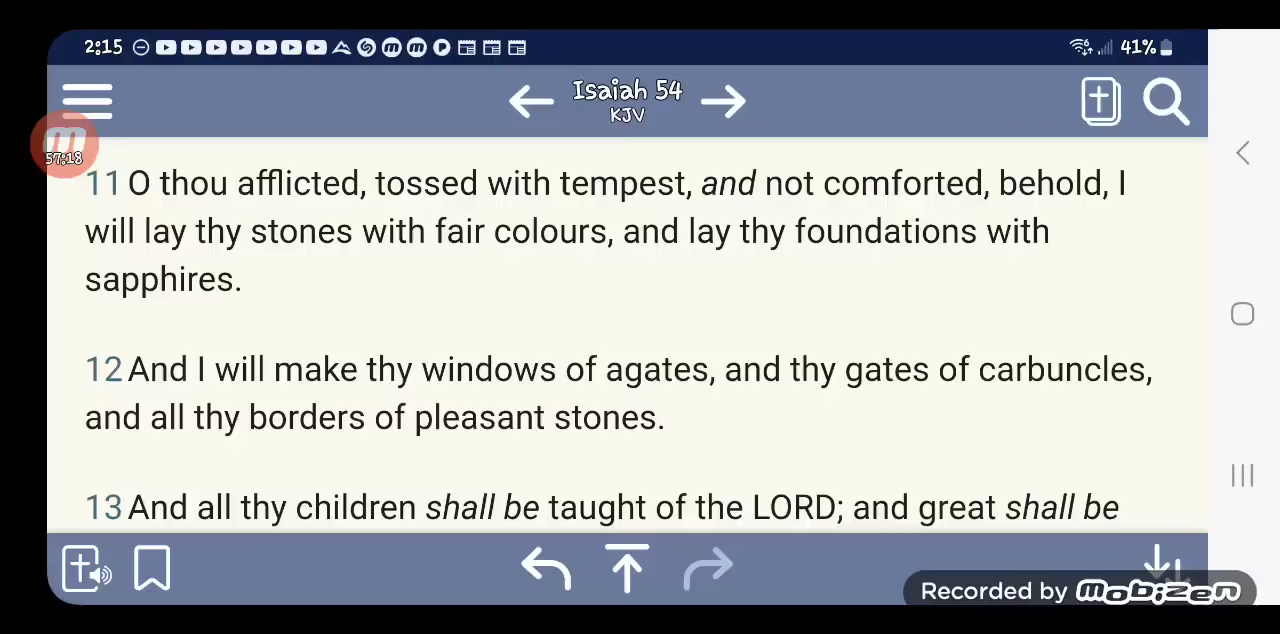 2:15 41%
Isaiah 54
KJV
57:18
11 O thou afflicted, tossed with tempest, and not comforted, behold, I
will lay thy stones with fair colours, and lay thy foundations with
sapphires.
12 And I will make thy windows of agates, and thy gates of carbuncles,
and all thy borders of pleasant stones.
13 And all thy children shall be taught of the LORD; and great shall be
Recorded by Mobizen